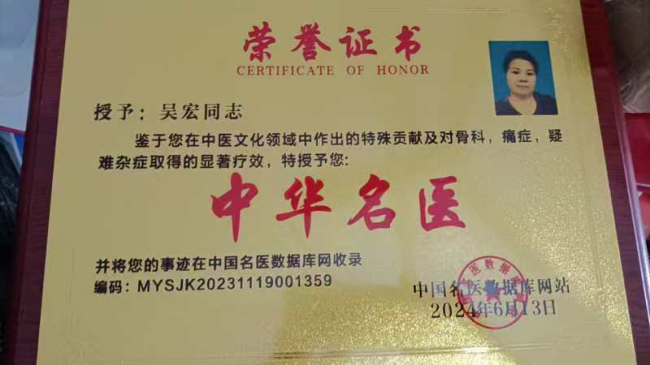 荣誉证书
CERTIFICATE OF HONOR
授予：吴宏同志
鉴于您在中医文化领域中作出的特殊贡献及对骨科，痛症，疑
难杂症取得的显著疗效，特授予您：
中华名医
并将您的事迹在中国名医数据库网收录
编码：MYSJK20231119001359
中国名医数据库网站
2024年6月13日